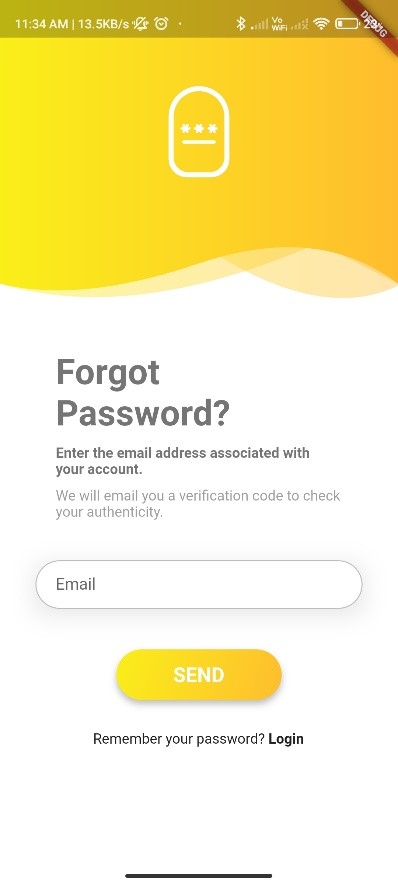 11:34 AM | 13.5KB/s
Vo
WiFi
DEBUG
***
Forgot
Password?
Enter the email address associated with
your account.
We will email you a verification code to check
your authenticity.
Email
SEND
Remember your password? Login